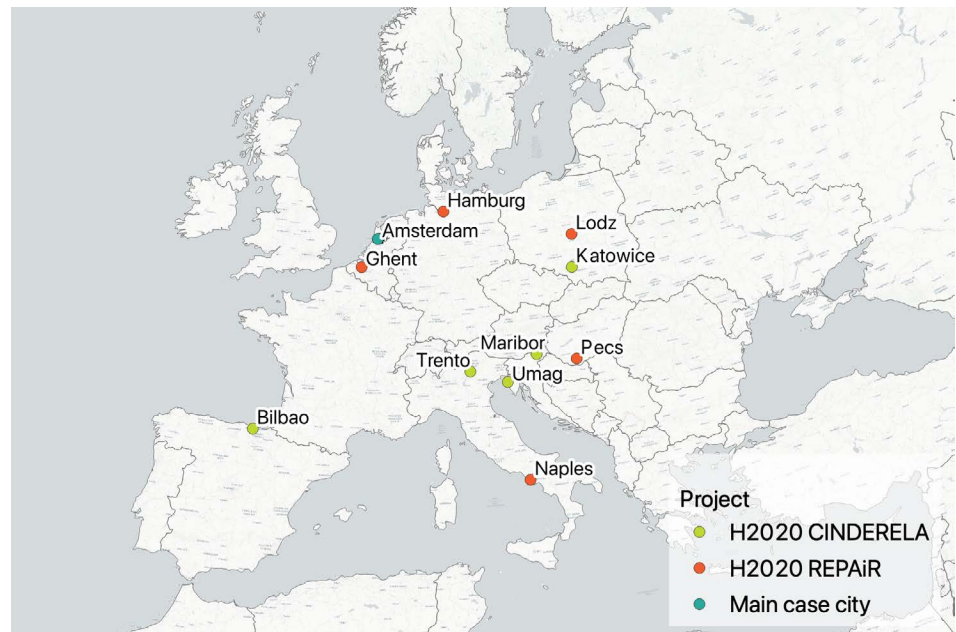 Hamburg
Amsterdam
Lodz
Ghent
Katowice
Maribor
Pecs
Trento
Umag
Bilbao
Naples
Project
H2020 CINDERELA
H2020 REPAiR
Main case city